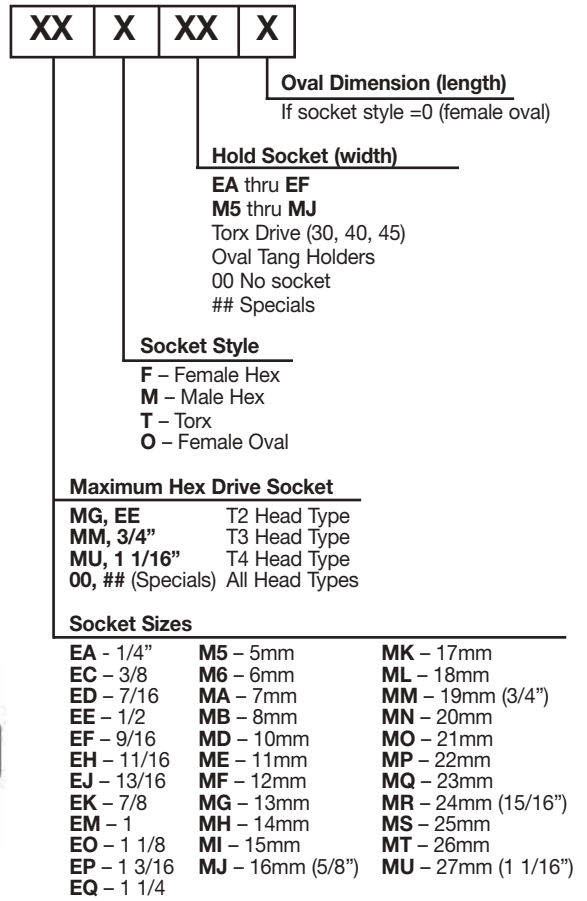 XX X XX X
Oval Dimension (length)
If socket style =0 (female oval)
Hold Socket (width)
EA thru EF
M5 thru MJ
Torx Drive (30, 40, 45)
Oval Tang Holders
00 No socket
## Specials
Socket Style
F – Female Hex
M – Male Hex
T – Torx
O – Female Oval
Maximum Hex Drive Socket
MG, EE T2 Head Type
MM, 3/4” T3 Head Type
MU, 1 1/16” T4 Head Type
00, ## (Specials) All Head Types
Socket Sizes
EA - 1/4” M5 – 5mm MK – 17mm
EC – 3/8 M6 – 6mm ML – 18mm
ED – 7/16 MA – 7mm MM – 19mm (3/4”)
EE – 1/2 MB – 8mm MN – 20mm
EF – 9/16 MD – 10mm MO – 21mm
EH – 11/16 ME – 11mm MP – 22mm
EJ – 13/16 MF – 12mm MQ – 23mm
EK – 7/8 MG – 13mm MR – 24mm (15/16”)
EM – 1 MH – 14mm MS – 25mm
EO – 1 1/8 MI – 15mm MT – 26mm
EP – 1 3/16 MJ – 16mm (5/8”) MU – 27mm (1 1/16”)
EQ – 1 1/4